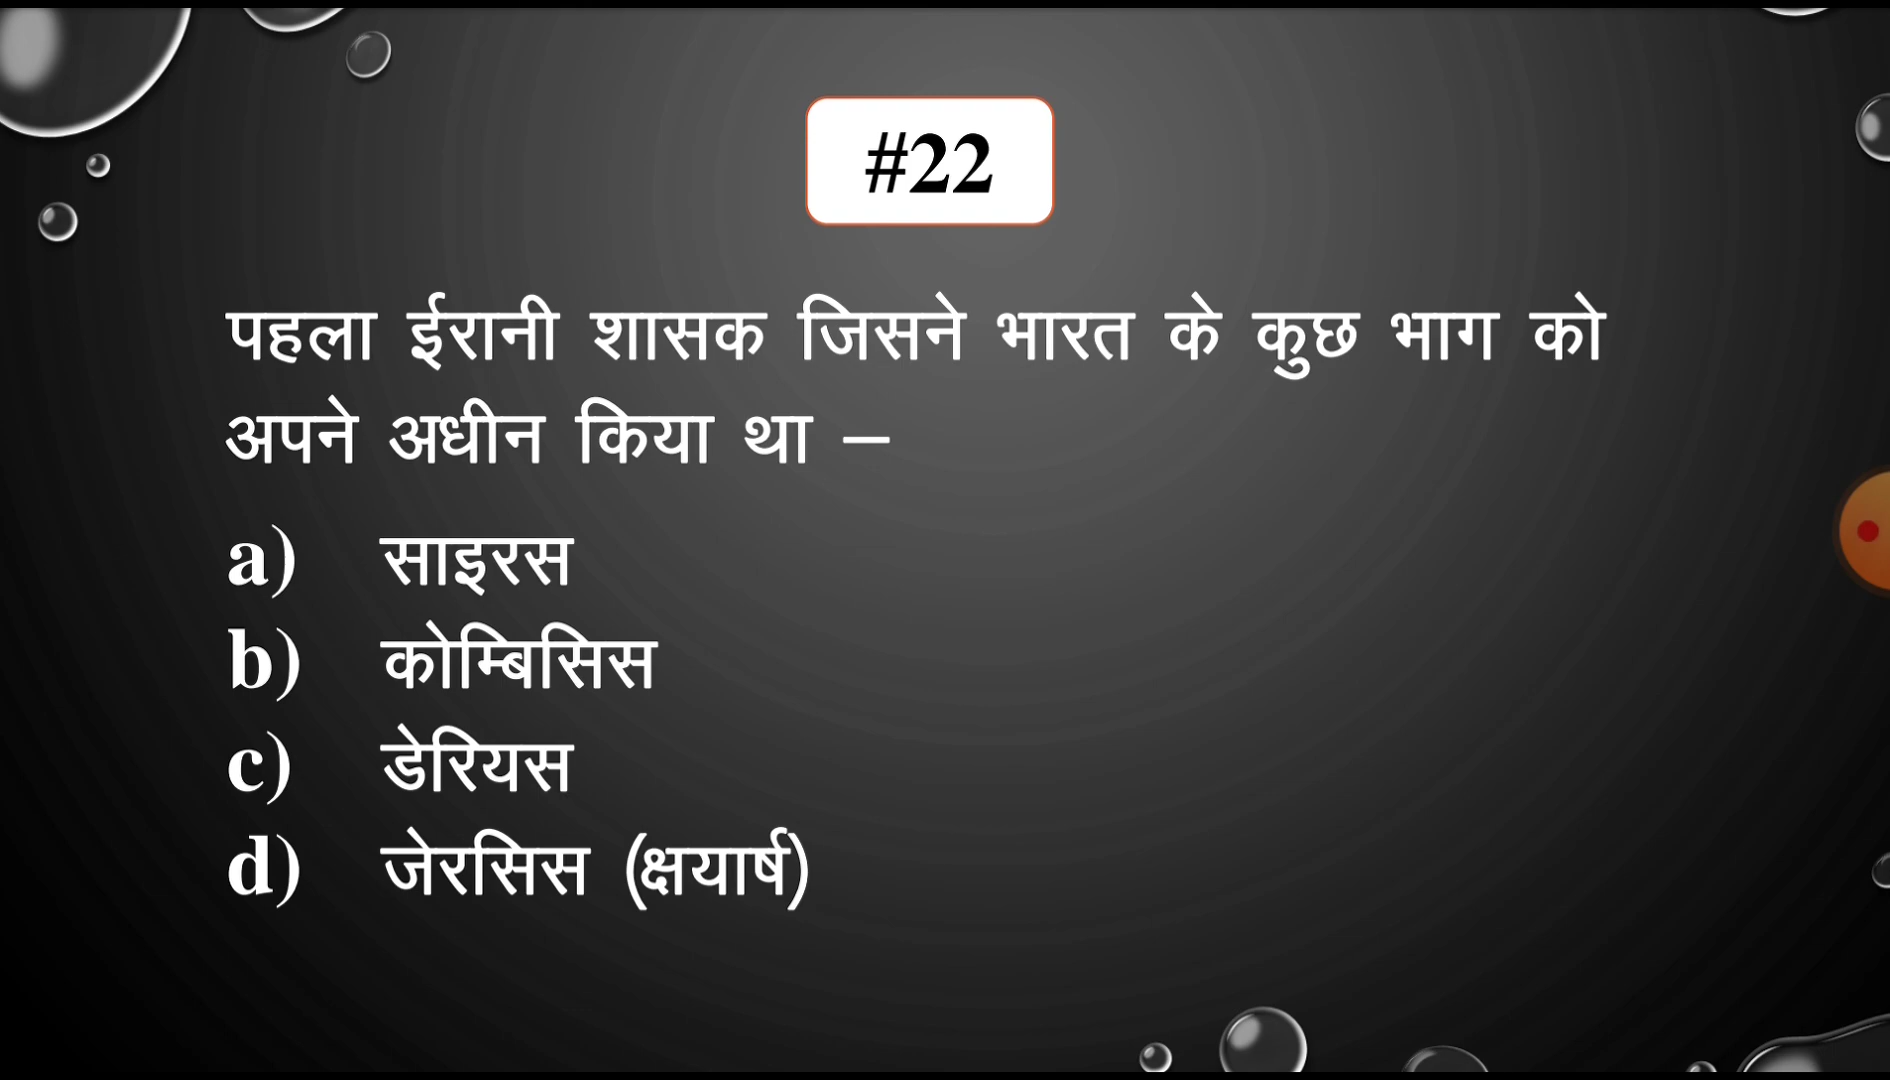 #22
पहला ईरानी शासक जिसने भारत के कुछ भाग को
अपने अधीन किया था –
a) साइरस
b) कोम्बिसिस
c) डेरियस
d) जेरसिस (क्षयार्ष)